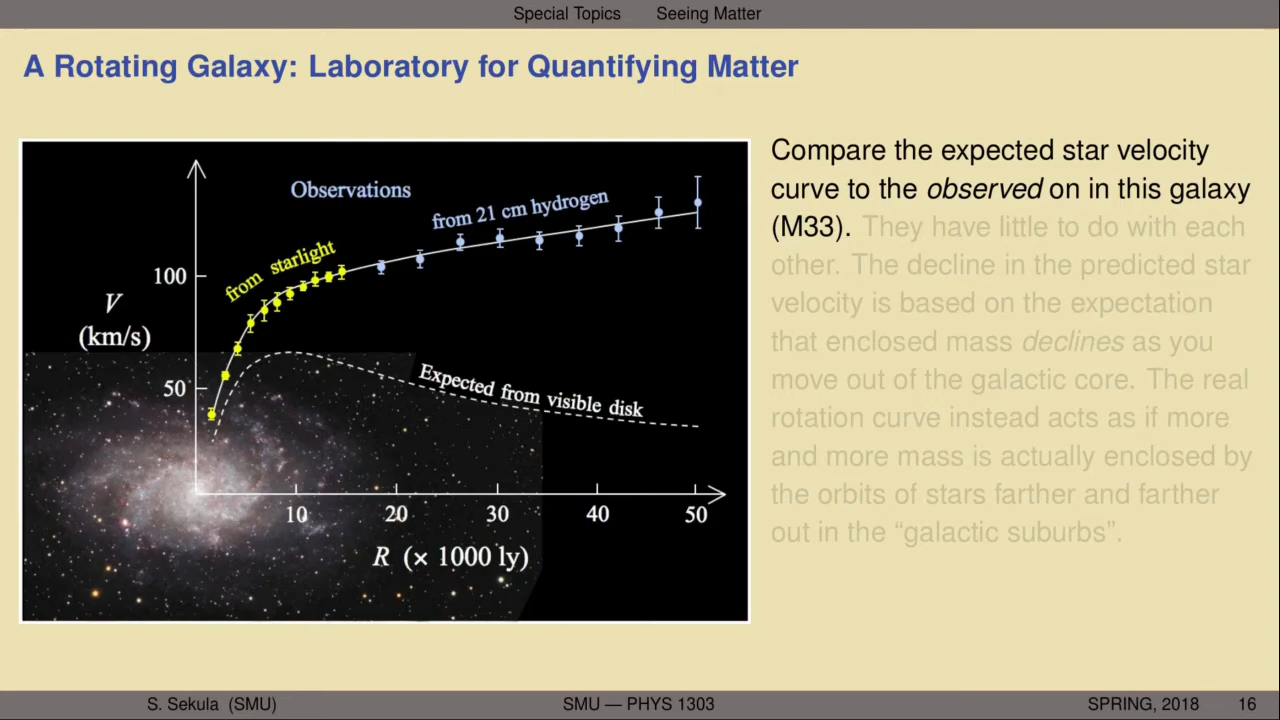 Special Topics Seeing Matter
A Rotating Galaxy: Laboratory for Quantifying Matter
Observations
from 21 cm hydrogen
from starlight
100
V
(km/s)
50
Expected from visible disk
10 20 30 40 50
R (× 1000 ly)
Compare the expected star velocity
curve to the observed on in this galaxy
(M33). They have little to do with each
other. The decline in the predicted star
velocity is based on the expectation
that enclosed mass declines as you
move out of the galactic core. The real
rotation curve instead acts as if more
and more mass is actually enclosed by
the orbits of stars farther and farther
out in the “galactic suburbs”.
S. Sekula (SMU) SMU — PHYS 1303 SPRING, 2018 16